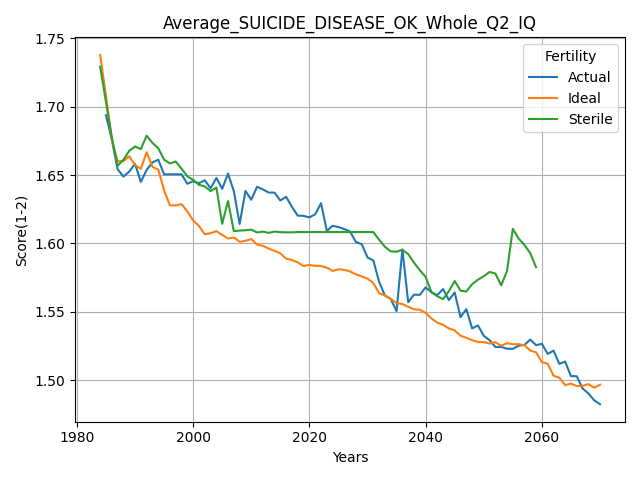 Average_SUICIDE_DISEASE_OK_Whole_Q2_IQ
Fertility
Actual
Ideal
Sterile
Score(1-2)
1.75
1.70
1.65
1.60
1.55
1.50
1980
2000
2020
2040
2060
Years